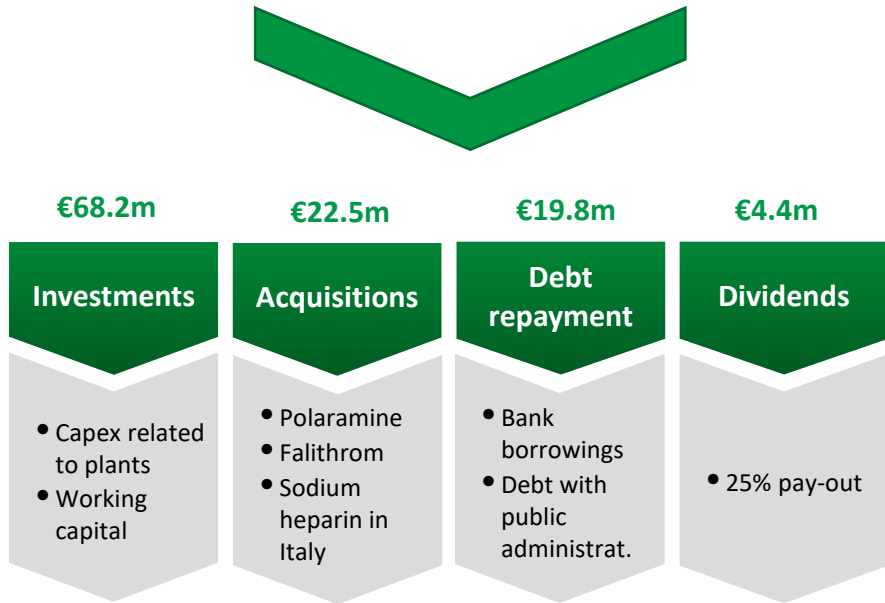 €68.2m
€22.5m
€19.8m
€4.4m
Investments
Acquisitions
Debt
repayment
Dividends
• Capex related
to plants
• Working
capital
• Polaramine
• Falithrom
• Sodium
heparin in
Italy
• Bank
borrowings
• Debt with
public
administrat.
• 25% pay-out